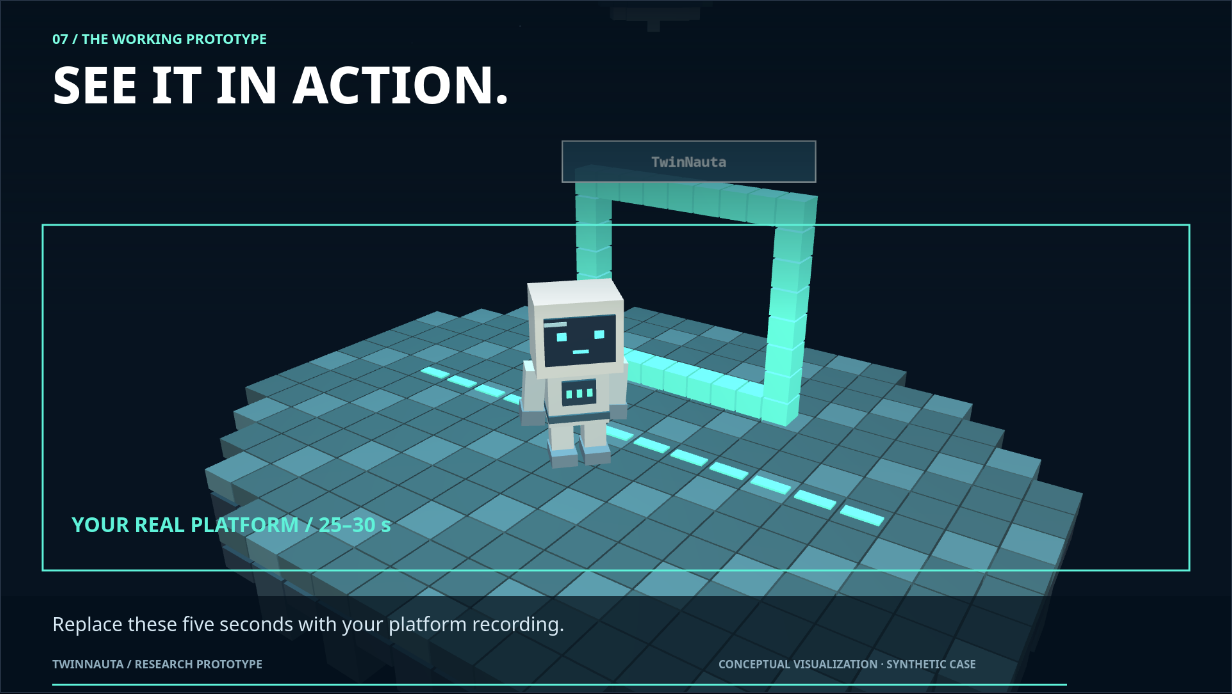 07 / THE WORKING PROTOTYPE
SEE IT IN ACTION.
TwinNauta
YOUR REAL PLATFORM / 25–30 s
Replace these five seconds with your platform recording.
TWINNAUTA / RESEARCH PROTOTYPE
CONCEPTUAL VISUALIZATION · SYNTHETIC CASE